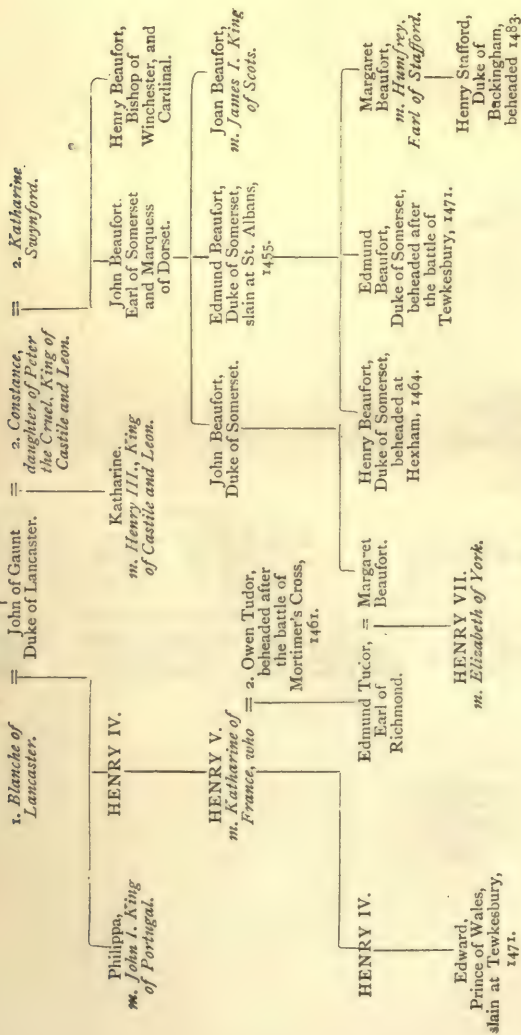 1. Blanche of
Lancaster.
=
John of Gaunt
Duke of Lancaster.
=
2. Constance,
daughter of Peter
the Cruel, King of
Castile and Leon.
=
2. Katharine
Swynford.
Philippa,
m. John I. King
of Portugal.
HENRY IV.
Katharine.
m. Henry III., King
of Castile and Leon.
John Beaufort.
Earl of Somerset
and Marquess
of Dorset.
Henry Beaufort,
Bishop of
Winchester, and
Cardinal.
HENRY V.
m. Katharine of
France, who
=
2. Owen Tudor,
beheaded after
the battle of
Mortimer's Cross,
1461.
John Beaufort,
Duke of Somerset.
Edmund Beaufort,
Duke of Somerset,
slain at St. Albans,
1455.
Joan Beaufort,
m. James I. King
of Scots.
HENRY IV.
Edmund Tudor,
Earl of
Richmond.
=
Margaret
Beaufort.
Henry Beaufort,
Duke of Somerset,
beheaded at
Hexham, 1464.
Edmund
Beaufort,
Duke of Somerset,
beheaded after
the battle of
Tewkesbury, 1471.
Margaret
Beaufort,
m. Humfrey.
Earl of Stafford.
Edward,
Prince of Wales,
slain at Tewkesbury,
1471.
HENRY VII.
m. Elizabeth of York.
Henry Stafford,
Duke of
Buckingham,
beheaded 1483.